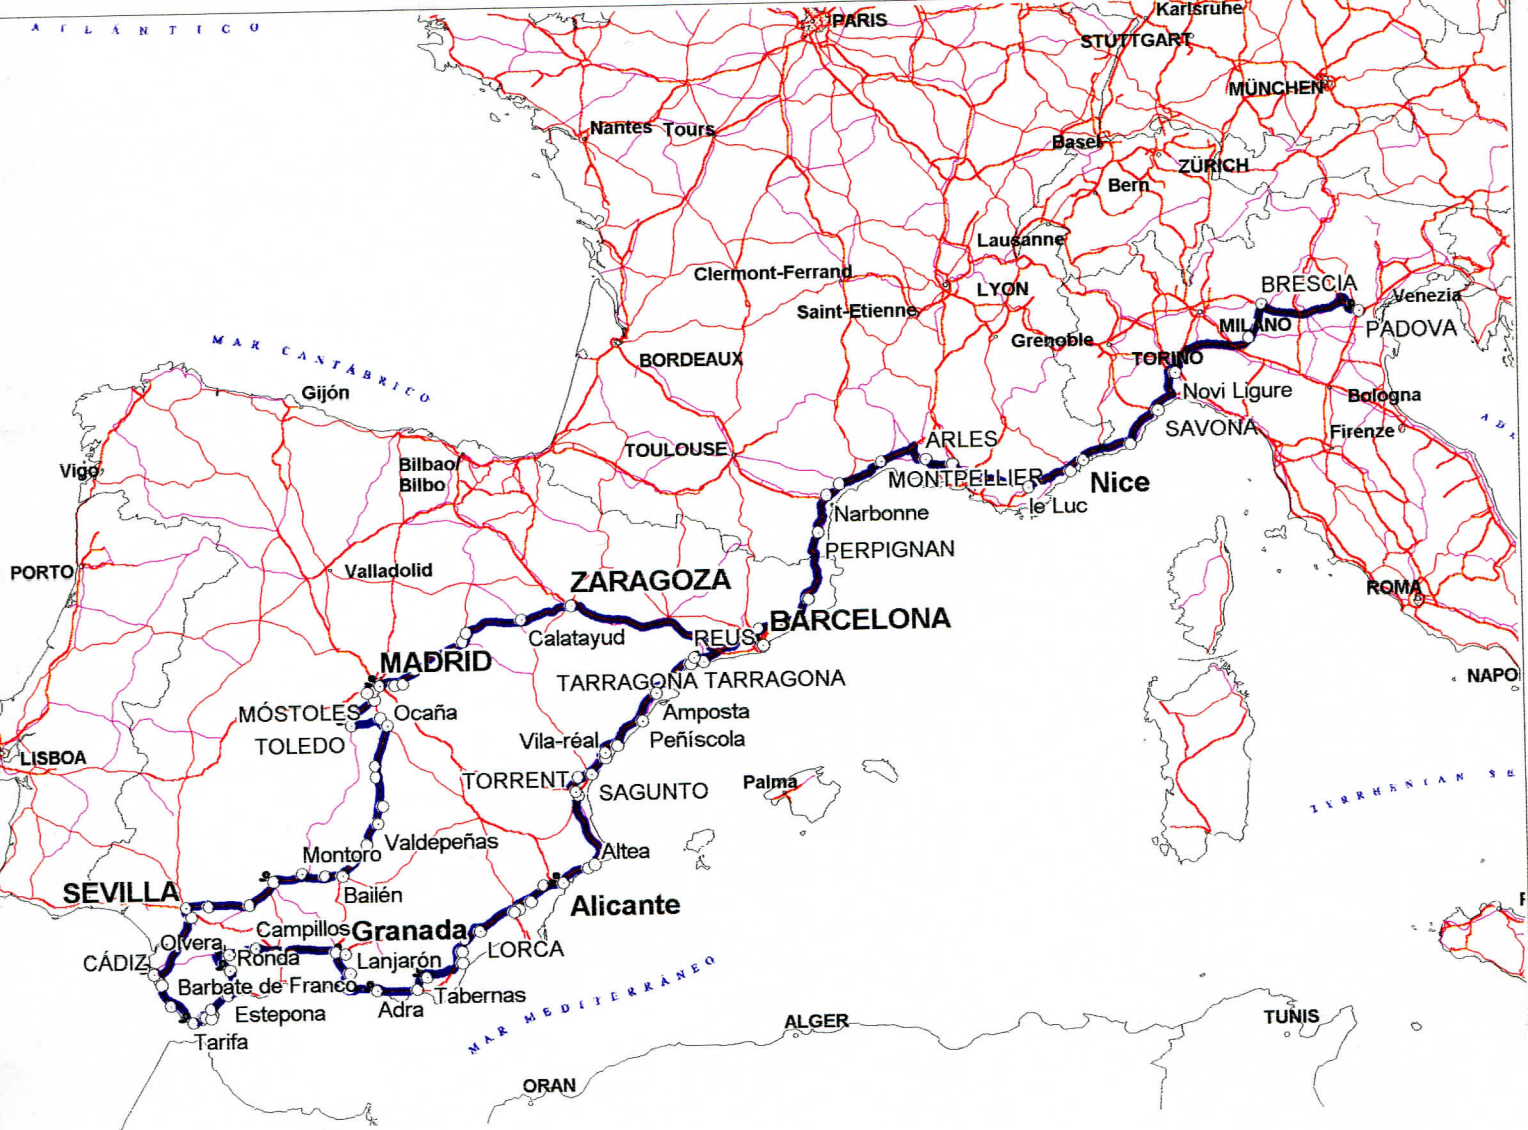 ATLÁNTICO
PARIS
Karlsruhe
STUTTGART
MÜNCHEN
Nantes
Tours
Basel
ZÜRICH
Bern
Lausanne
Clermont-Ferrand
LYON
Saint-Etienne
BRESCIA
Venezia
MILANO
PADOVA
Grenoble
MAR CANTÁBRICO
BORDEAUX
TORINO
Novi Ligure
Bologna
Gijón
SAVONA
Firenze
ADR
ARLES
TOULOUSE
Vigo
Bilbao/
Bilbo
MONTPELLIER
Nice
le Luc
Narbonne
PERPIGNAN
PORTO
Valladolid
ZARAGOZA
ROMA
BARCELONA
Calatayud
REUS
MADRID
TARRAGONA TARRAGONA
NAPO
MÓSTOLES
Ocaña
Amposta
TOLEDO
Vila-réal
Peñíscola
LISBOA
TORRENT
SAGUNTO
Palma
TYRRHENIAN SE
Valdepeñas
Montoro
Altea
SEVILLA
Bailén
Alicante
Campillos
Granada
Olvera
LORCA
CÁDIZ
Ronda
Lanjarón
Barbate de Franco
Tabernas
Estepona
Adra
MAR MEDITERRÁNEO
Tarifa
ALGER
TUNIS
ORAN